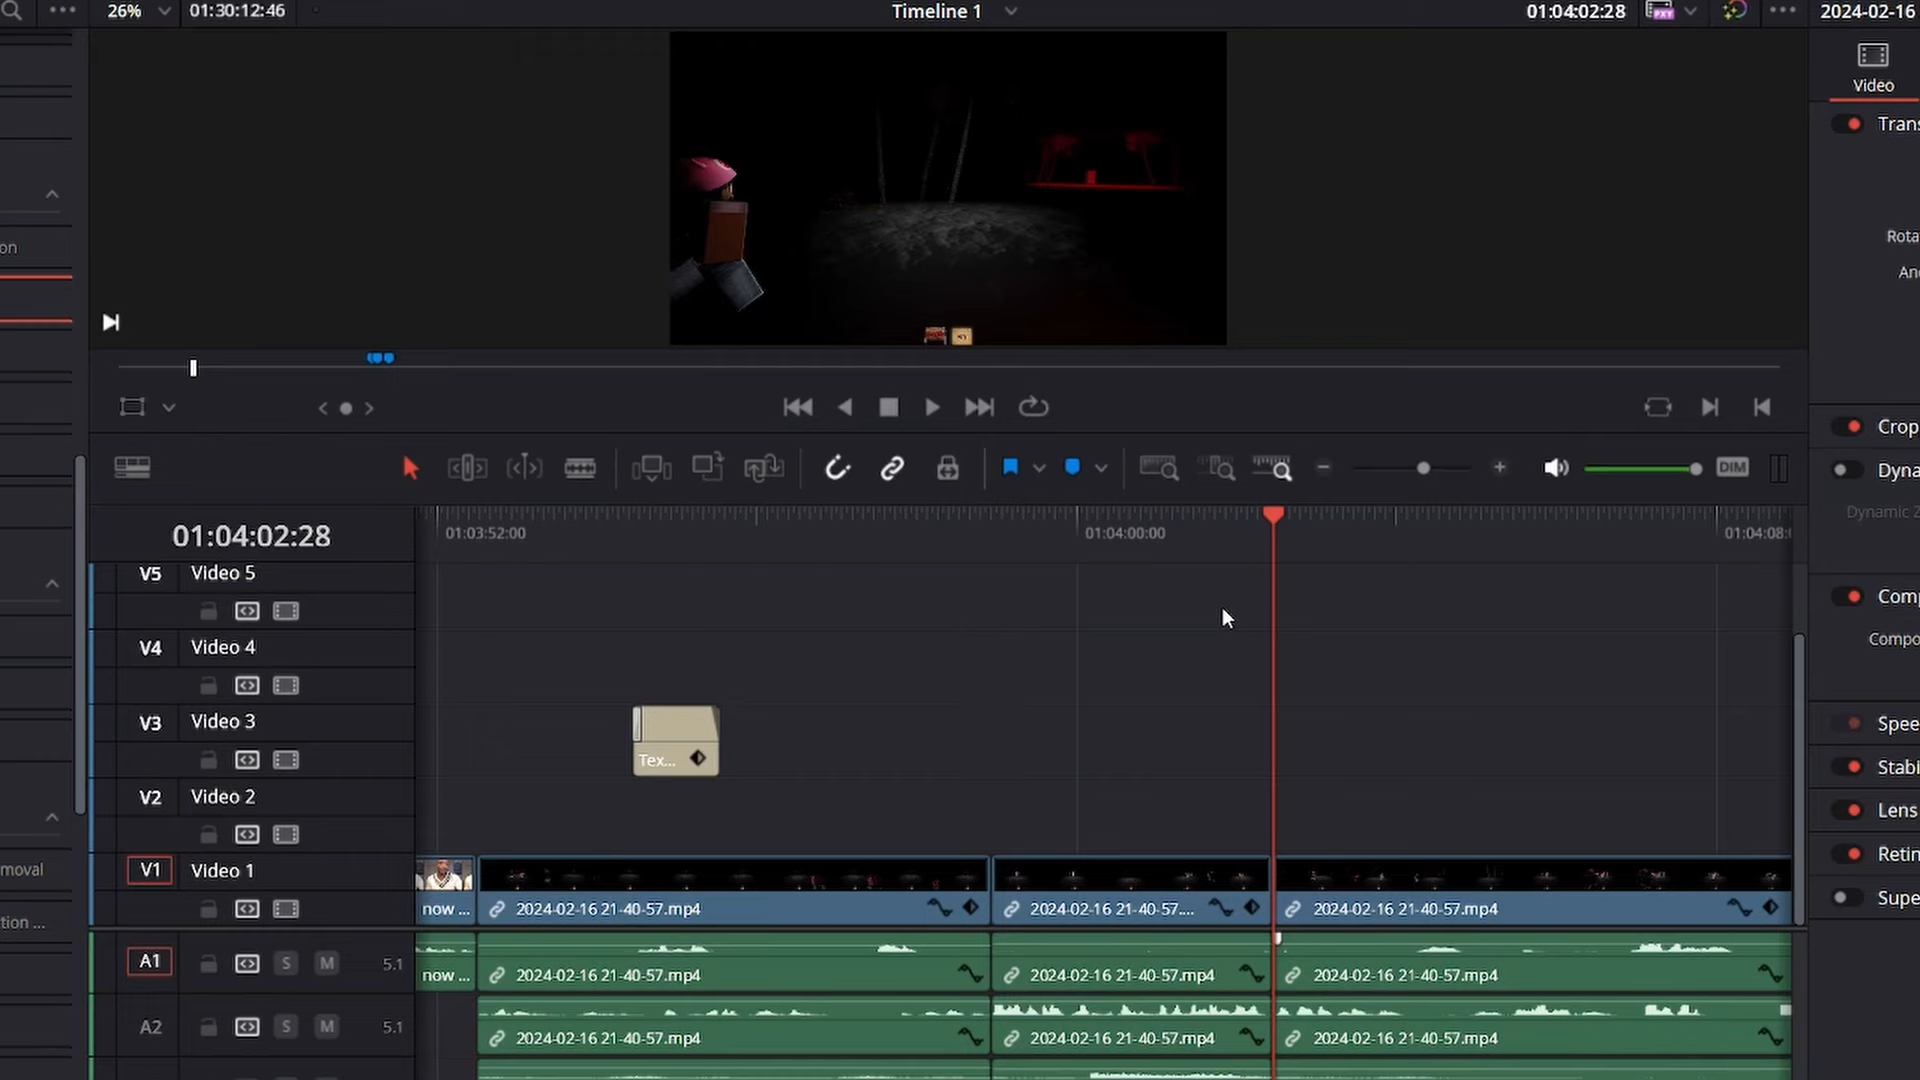 26%
01:30:12:46
Timeline 1
01:04:02:28
PXY
2024-02-16
Video
Trans
Rota
An
on
Crop
DIM
Dyna
Dynamic Z
01:04:02:28
01:03:52:00
01:04:00:00
01:04:08:
V5 Video 5
Comp
Compo
V4 Video 4
V3 Video 3
Spee
Tex...
Stabi
V2 Video 2
Lens
Retin
V1 Video 1
moval
Supe
now ...
2024-02-16 21-40-57.mp4
2024-02-16 21-40-57....
2024-02-16 21-40-57.mp4
tion ...
A1 S M 5.1
now ...
2024-02-16 21-40-57.mp4
2024-02-16 21-40-57.mp4
2024-02-16 21-40-57.mp4
A2 S M 5.1
2024-02-16 21-40-57.mp4
2024-02-16 21-40-57.mp4
2024-02-16 21-40-57.mp4